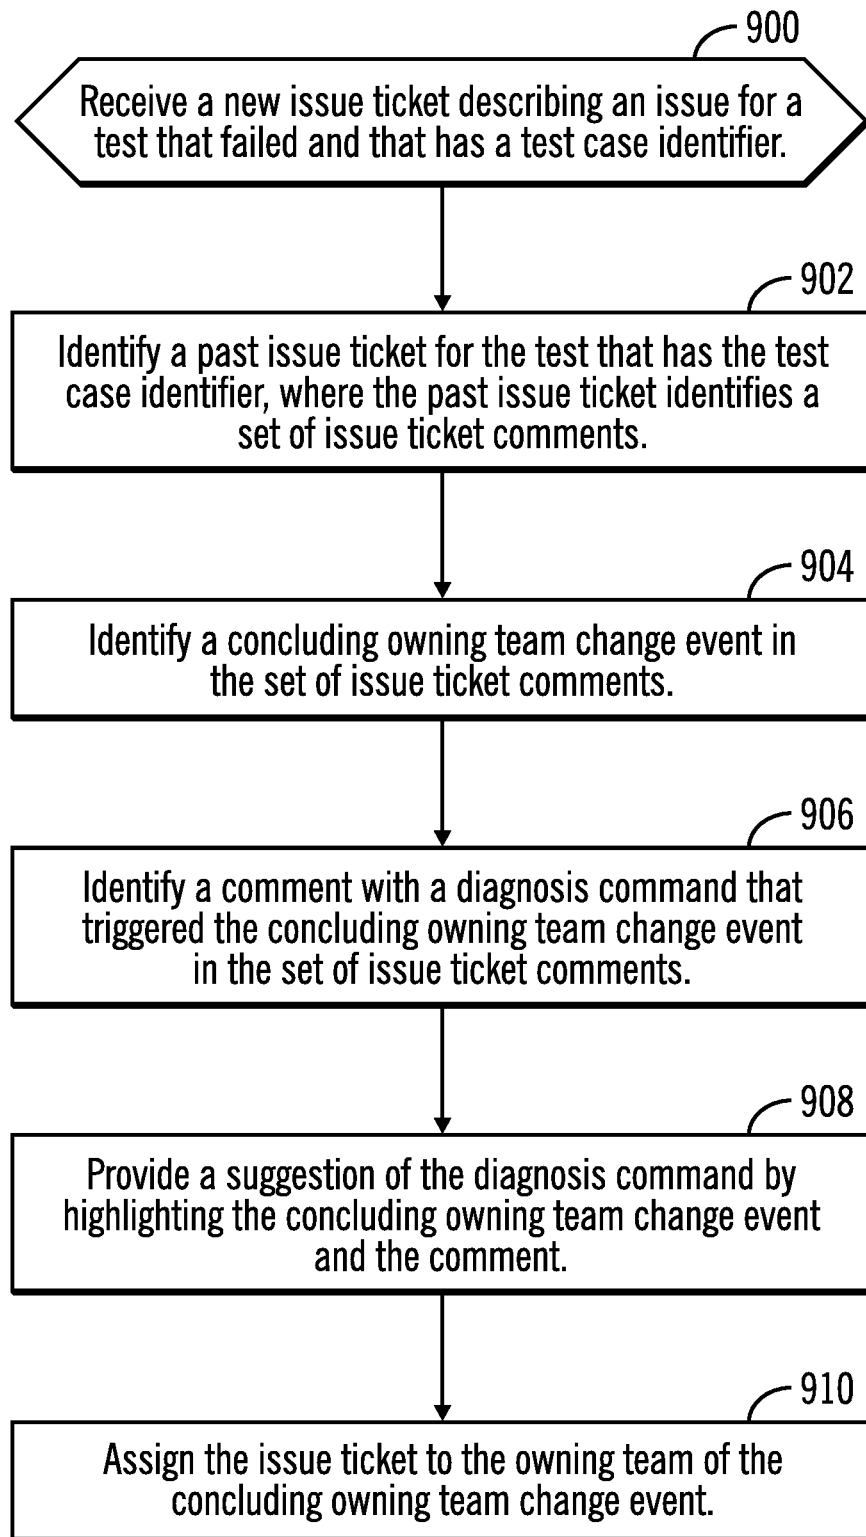 900
Receive a new issue ticket describing an issue for a
test that failed and that has a test case identifier.
902
Identify a past issue ticket for the test that has the test
case identifier, where the past issue ticket identifies a
set of issue ticket comments.
904
Identify a concluding owning team change event in
the set of issue ticket comments.
906
Identify a comment with a diagnosis command that
triggered the concluding owning team change event
in the set of issue ticket comments.
908
Provide a suggestion of the diagnosis command by
highlighting the concluding owning team change event
and the comment.
910
Assign the issue ticket to the owning team of the
concluding owning team change event.